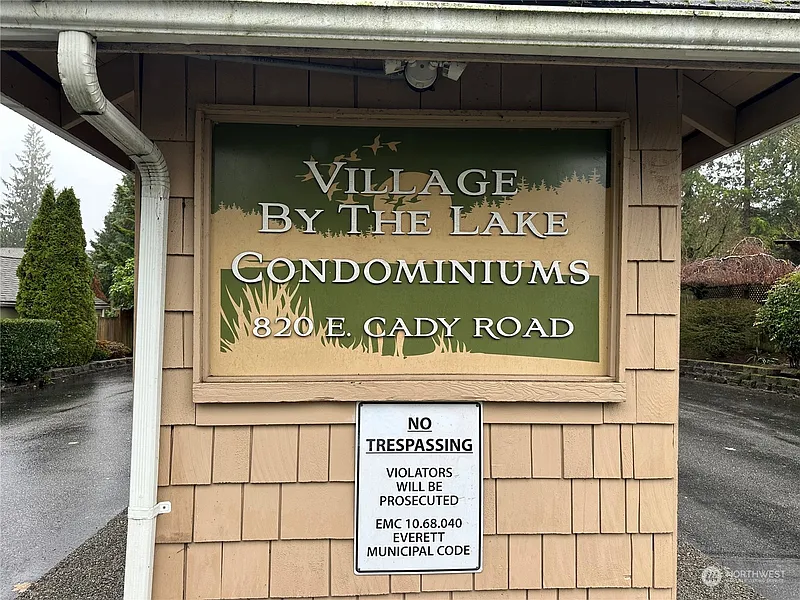 VILLAGE
BY THE LAKE
CONDOMINIUMS
820 E. CADY ROAD
NO
TRESPASSING
VIOLATORS
WILL BE
PROSECUTED
EMC 10.68.040
EVERETT
MUNICIPAL CODE
NORTHWEST